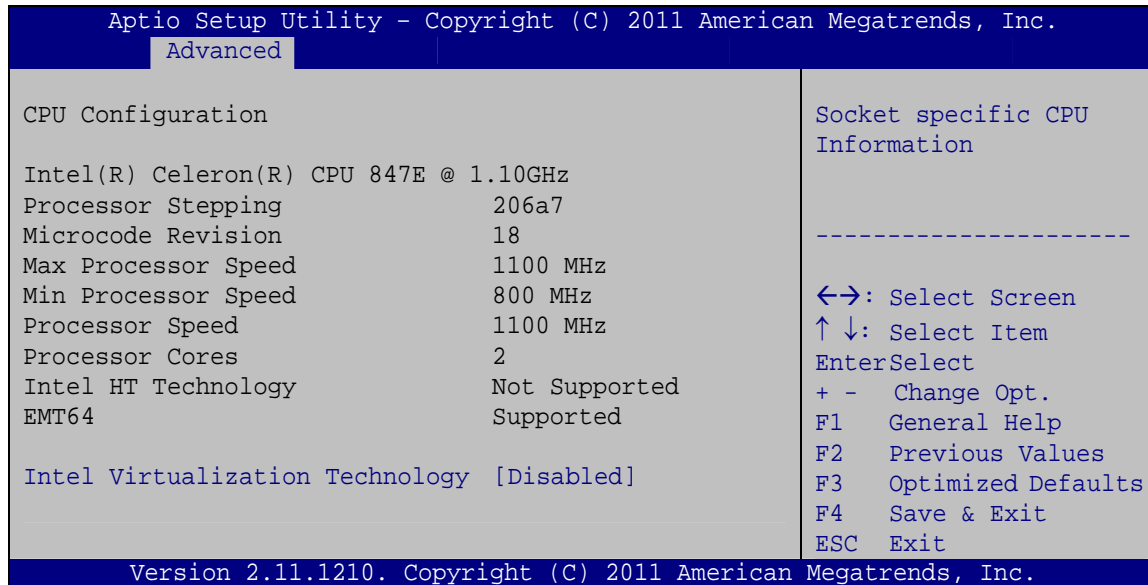 Aptio Setup Utility – Copyright (C) 2011 American Megatrends, Inc.
Advanced
CPU Configuration
Intel(R) Celeron(R) CPU 847E @ 1.10GHz
Processor Stepping 206a7
Microcode Revision 18
Max Processor Speed 1100 MHz
Min Processor Speed 800 MHz
Processor Speed 1100 MHz
Processor Cores 2
Intel HT Technology Not Supported
EMT64 Supported
Intel Virtualization Technology [Disabled]
Socket specific CPU
Information
----------------------
←→: Select Screen
↑ ↓: Select Item
EnterSelect
+ - Change Opt.
F1 General Help
F2 Previous Values
F3 Optimized Defaults
F4 Save & Exit
ESC Exit
Version 2.11.1210. Copyright (C) 2011 American Megatrends, Inc.